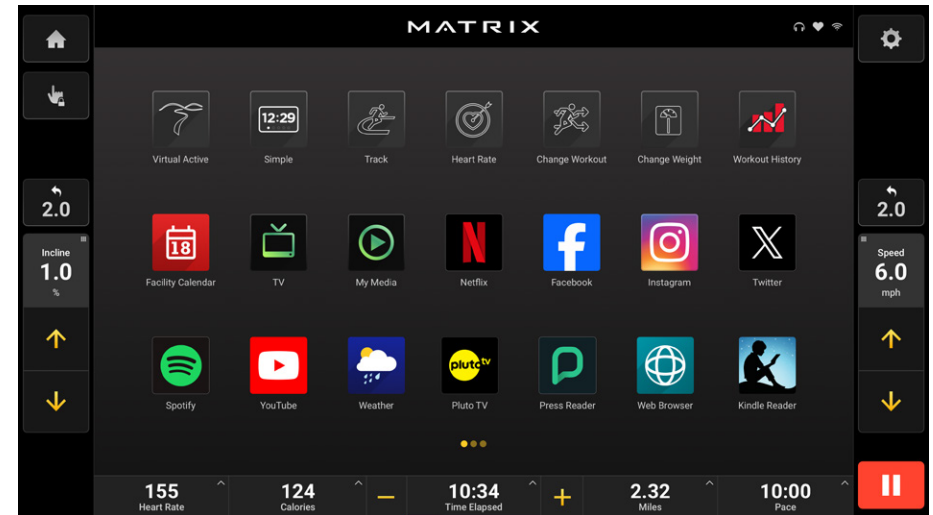 MATRIX
12:29
Virtual Active
Simple
Track
Heart Rate
Change Workout
Change Weight
Workout History
2.0
2.0
Incline
1.0
%
Speed
6.0
mph
18
Facility Calendar
TV
My Media
Netflix
Facebook
Instagram
Twitter
pluto tv
Spotify
YouTube
Weather
Pluto TV
Press Reader
Web Browser
Kindle Reader
155
Heart Rate
124
Calories
10:34
Time Elapsed
2.32
Miles
10:00
Pace